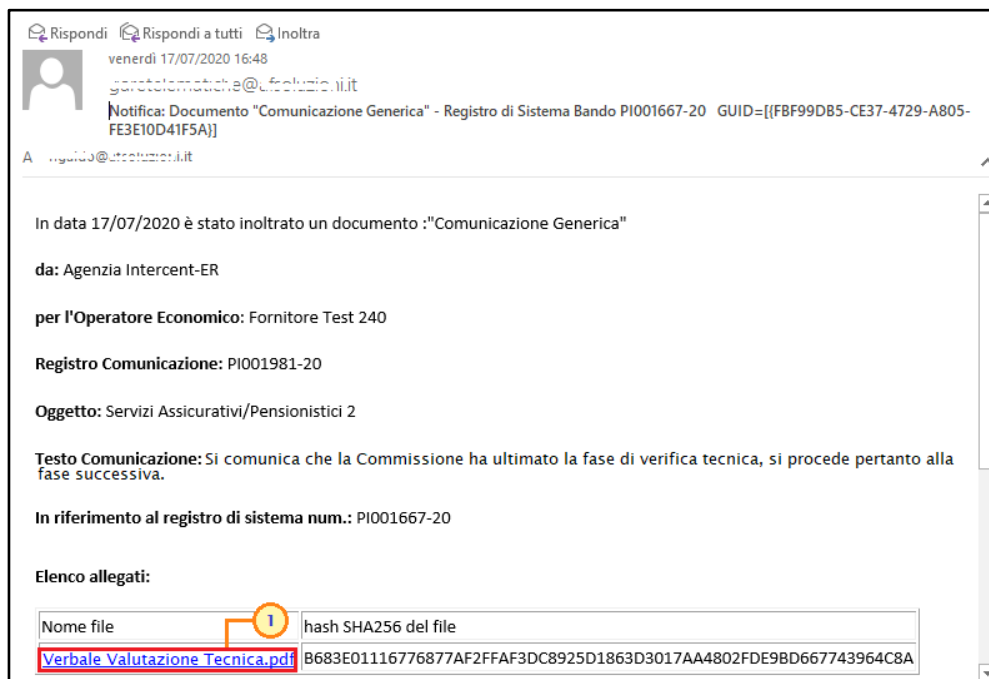 Rispondi Rispondi a tutti Inoltra
venerdì 17/07/2020 16:48
Notifica: Documento "Comunicazione Generica" - Registro di Sistema Bando PI001667-20 GUID=[{FBF99DB5-CE37-4729-A805-
FE3E10D41F5A}]
A
In data 17/07/2020 è stato inoltrato un documento :"Comunicazione Generica"
da: Agenzia Intercent-ER
per l'Operatore Economico: Fornitore Test 240
Registro Comunicazione: PI001981-20
Oggetto: Servizi Assicurativi/Pensionistici 2
Testo Comunicazione: Si comunica che la Commissione ha ultimato la fase di verifica tecnica, si procede pertanto alla
fase successiva.
In riferimento al registro di sistema num.: PI001667-20
Elenco allegati:
Nome file 1 hash SHA256 del file
Verbale Valutazione Tecnica.pdf B683E01116776877AF2FFAF3DC8925D1863D3017AA4802FDE9BD667743964C8A